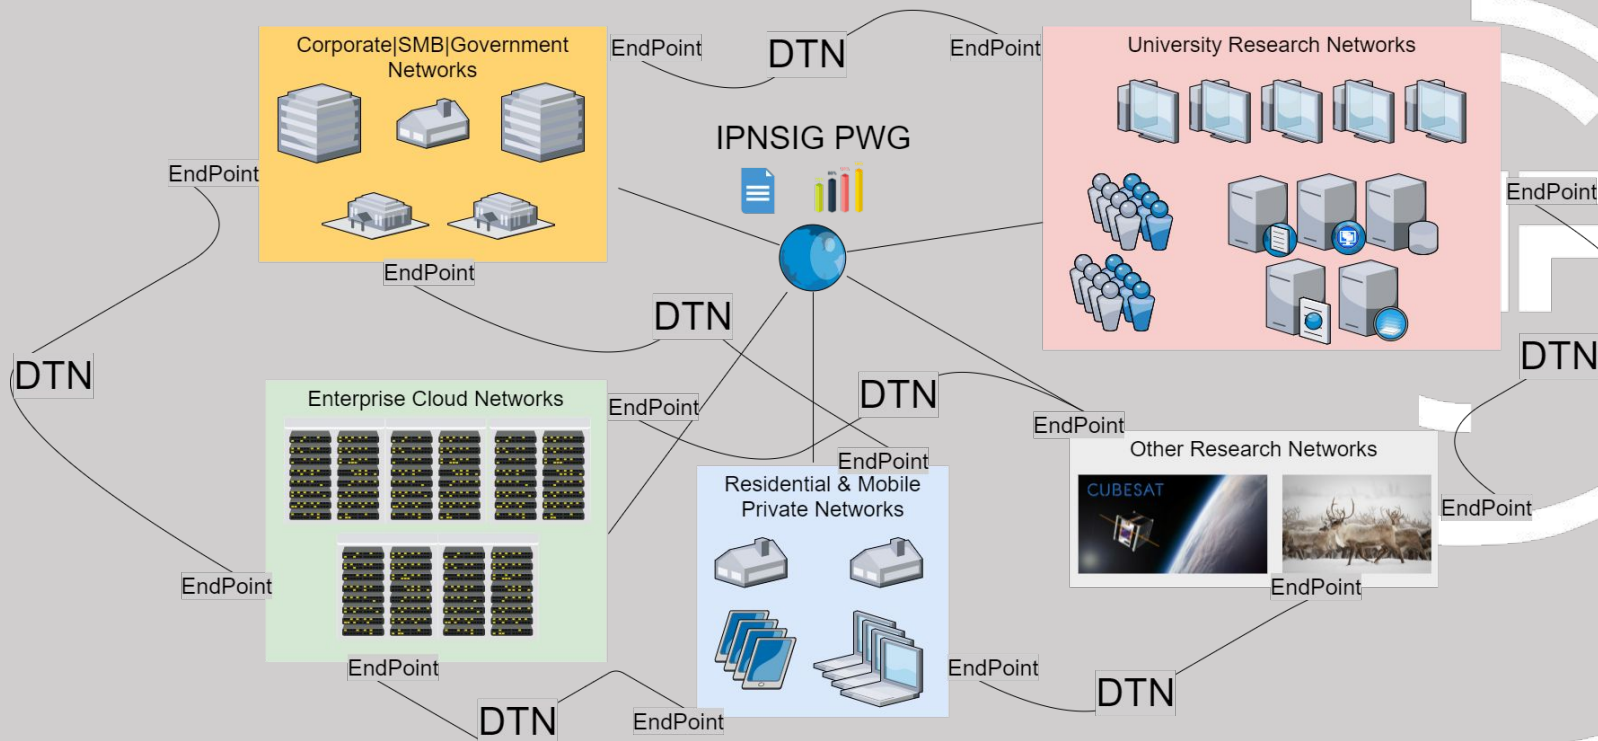 Corporate|SMB|Government
Networks
EndPoint
DTN
EndPoint
University Research Networks
IPNSIG PWG
EndPoint
EndPoint
EndPoint
DTN
DTN
DTN
Enterprise Cloud Networks
EndPoint
DTN
EndPoint
EndPoint
Other Research Networks
CUBESAT
Residential & Mobile
Private Networks
EndPoint
EndPoint
EndPoint
EndPoint
EndPoint
DTN
DTN
EndPoint